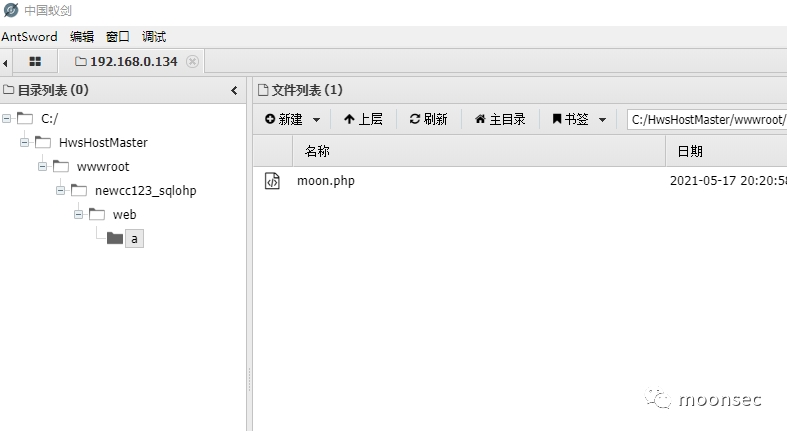 中国蚁剑
AntSword 编辑 窗口 调试
192.168.0.134
目录列表 (0)
文件列表 (1)
新建 上层 刷新 主目录 书签 C:/HwsHostMaster/wwwroot/
名称 日期
C:/
HwsHostMaster
wwwroot
newcc123_sqlohp
web
a
moon.php 2021-05-17 20:20:58
moonsec